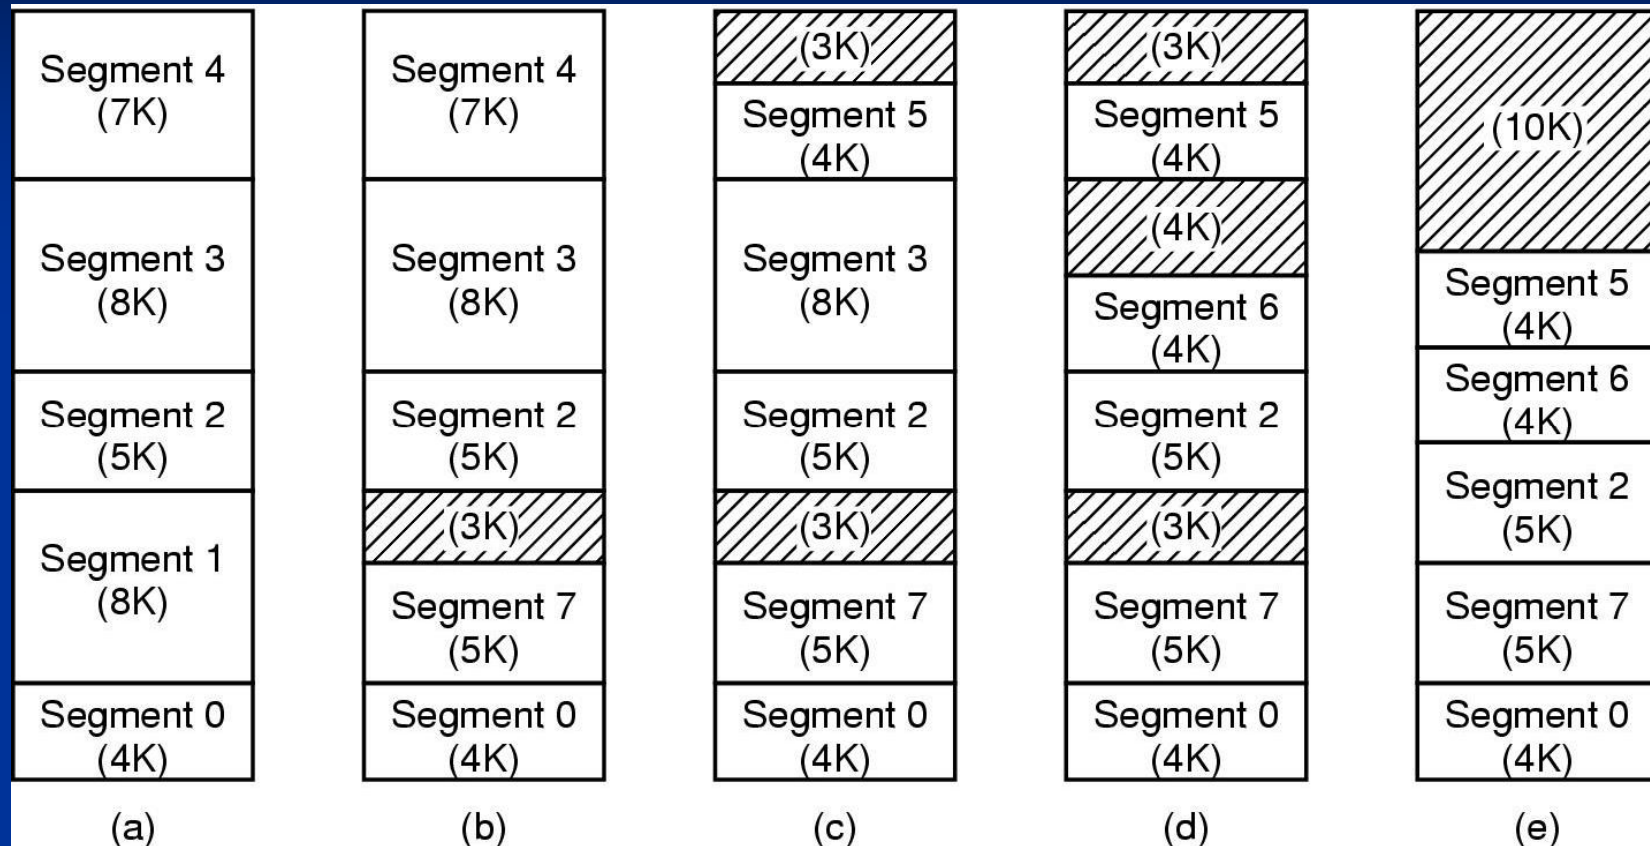 Segment 4
(7K)
Segment 3
(8K)
Segment 2
(5K)
Segment 1
(8K)
Segment 0
(4K)
(a)
Segment 4
(7K)
Segment 3
(8K)
Segment 2
(5K)
(3K)
Segment 7
(5K)
Segment 0
(4K)
(b)
(3K)
Segment 5
(4K)
Segment 3
(8K)
Segment 2
(5K)
(3K)
Segment 7
(5K)
Segment 0
(4K)
(c)
(3K)
Segment 5
(4K)
(4K)
Segment 6
(4K)
Segment 2
(5K)
(3K)
Segment 7
(5K)
Segment 0
(4K)
(d)
(10K)
Segment 5
(4K)
Segment 6
(4K)
Segment 2
(5K)
Segment 7
(5K)
Segment 0
(4K)
(e)